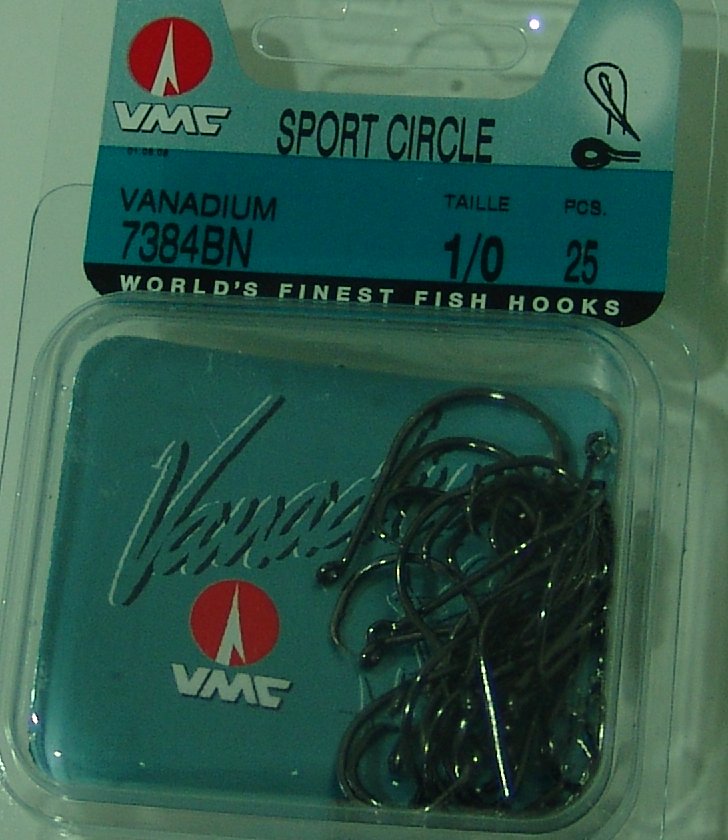 VMC
SPORT CIRCLE
VANADIUM
TAILLE
PCS.
7384BN
1/0
25
WORLD'S FINEST FISH HOOKS
VMC